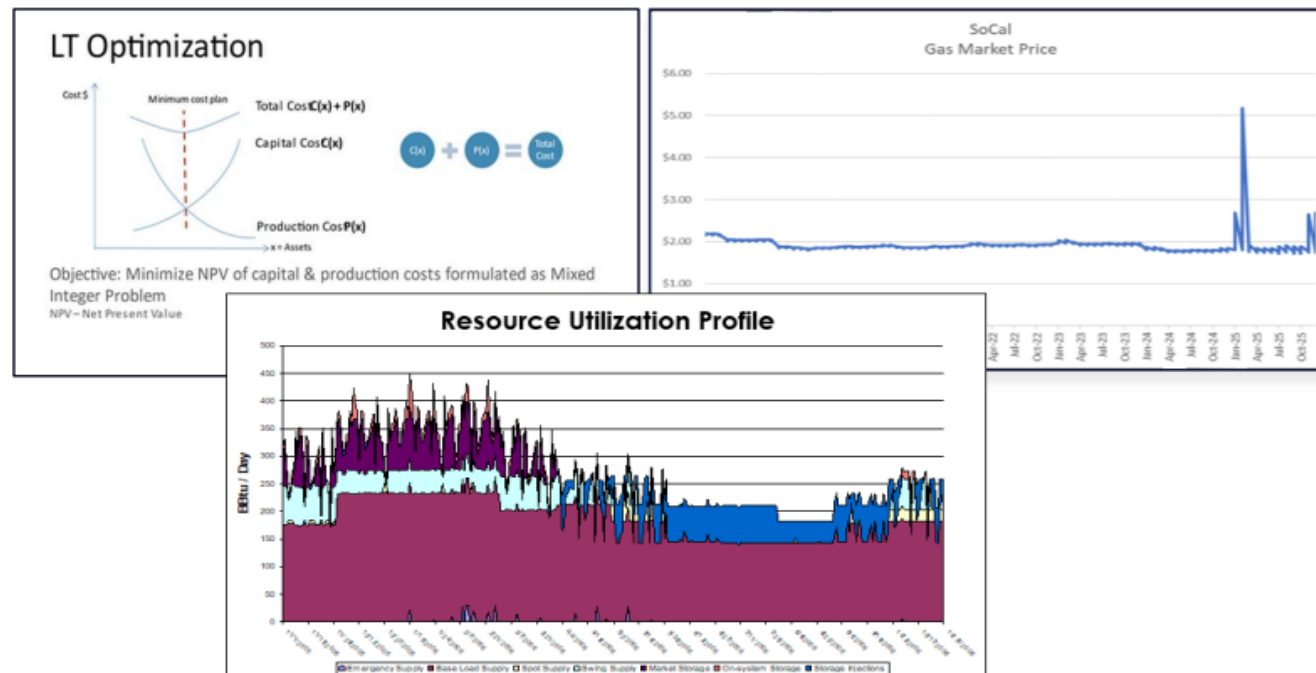 LT Optimization
Cost $
Minimum cost plan
Total CostC(x) + P(x)
Capital CostC(x)
C(x)
P(x)
Total
Cost
Production CostP(x)
x = Assets
Objective: Minimize NPV of capital & production costs formulated as Mixed
Integer Problem
NPV – Net Present Value
SoCal
Gas Market Price
$6.00
$5.00
$4.00
$3.00
$2.00
$1.00
Apr-22
Jul-22
Oct-22
Jan-23
Apr-23
Jul-23
Oct-23
Jan-24
Apr-24
Jul-24
Oct-24
Jan-25
Apr-25
Jul-25
Oct-25
Resource Utilization Profile
BBtu / Day
500
450
400
350
300
250
200
150
100
50
0
Emergency Supply
Base Load Supply
Spot Supply
Swing Supply
Market Storage
On-system Storage
Storage Injections